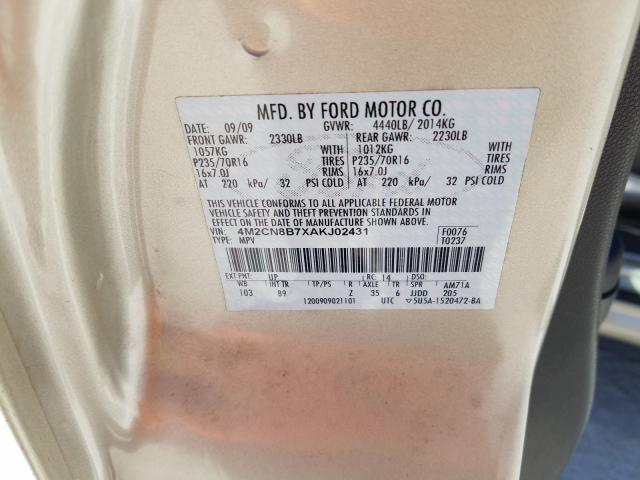 MFD. BY FORD MOTOR CO.
DATE: 09/09 GVWR: 4440LB/ 2014KG
FRONT GAWR: 2330LB REAR GAWR: 2230LB
1057KG WITH 1012KG WITH
P235/70R16 TIRES P235/70R16 TIRES
16x7.0J RIMS 16x7.0J RIMS
AT 220 kPa/ 32 PSI COLD AT 220 kPa/ 32 PSI COLD
THIS VEHICLE CONFORMS TO ALL APPLICABLE FEDERAL MOTOR
VEHICLE SAFETY AND THEFT PREVENTION STANDARDS IN
EFFECT ON THE DATE OF MANUFACTURE SHOWN ABOVE.
VIN: 4M2CN8B7XAKJ02431 F0076
TYPE: MPV T0237
EXT PNT: UP RC: 14 DSO:
WB INT TR TP/PS R AXLE TR SPR AM71A
103 89 Z 35 6 JJDD 205
1200909021101 UTC ▽5U5A-1520472-BA